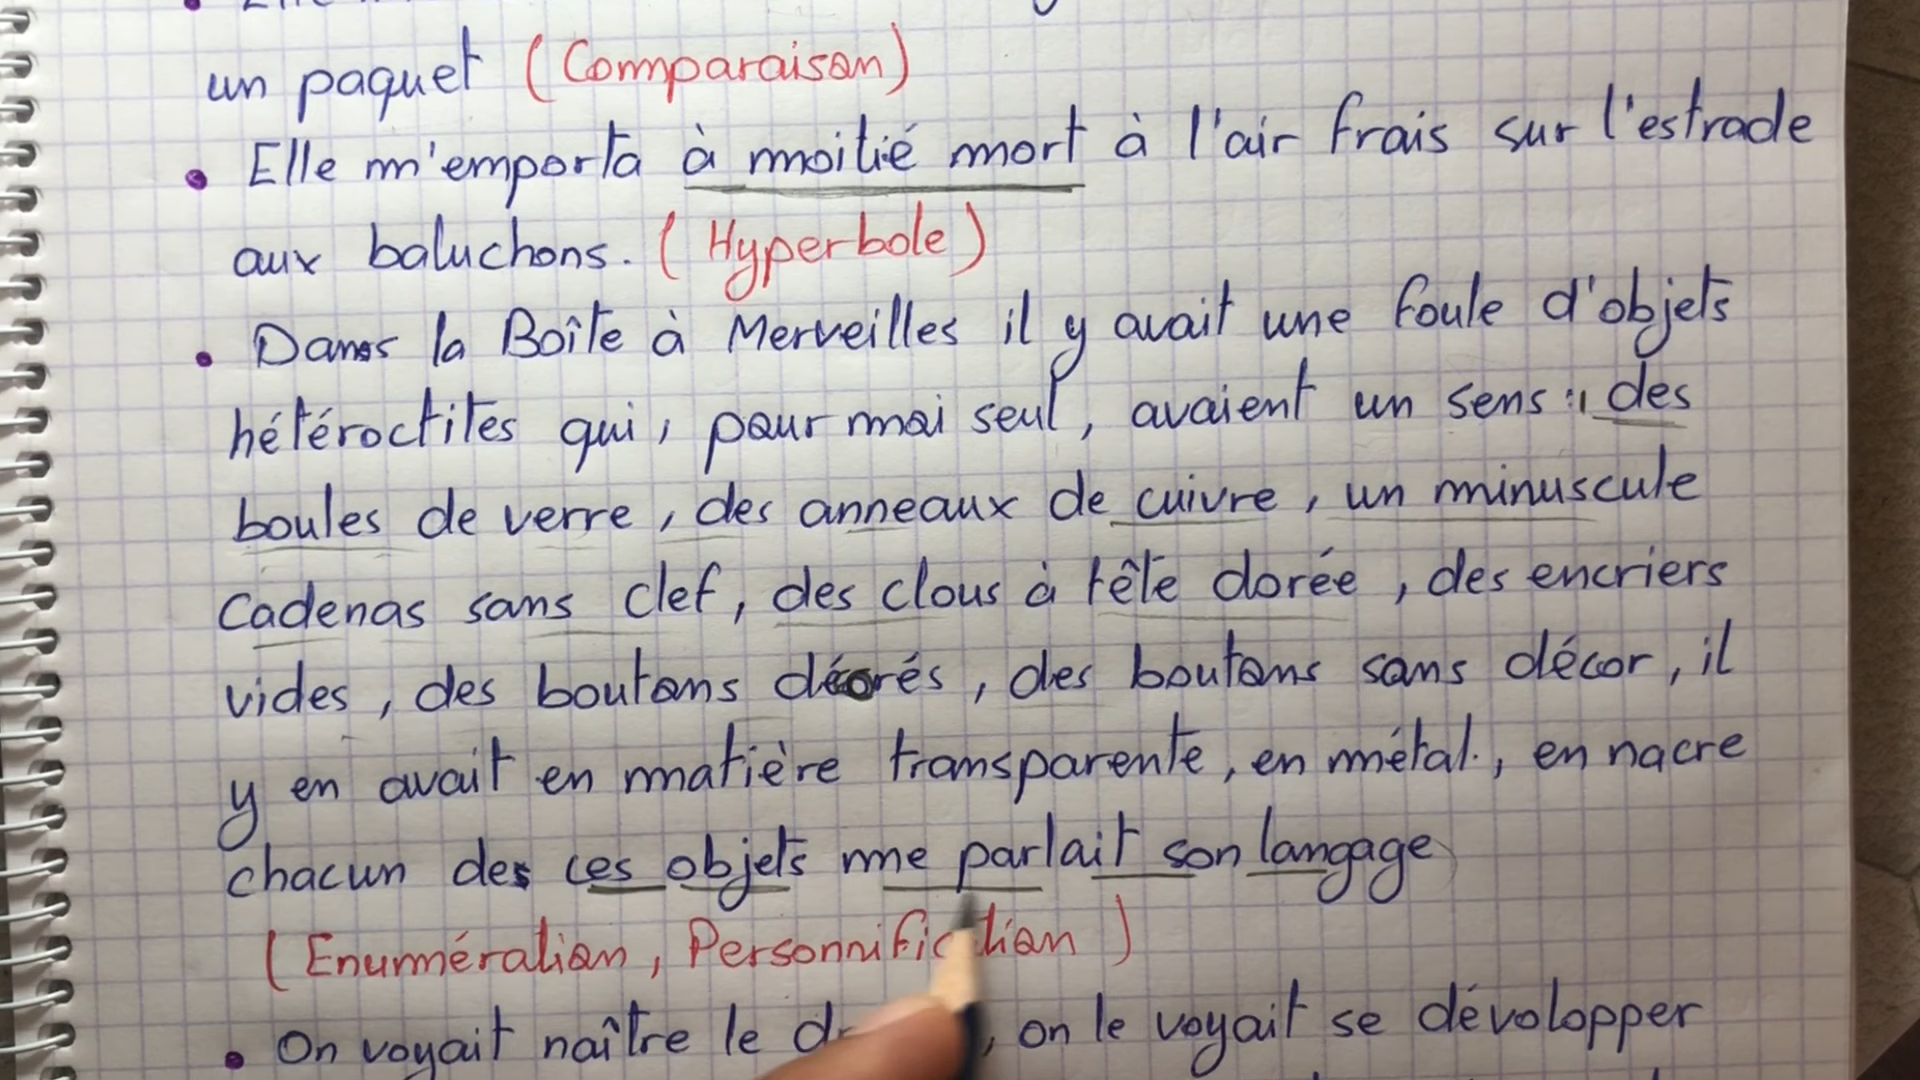 un paquet (Comparaison)
• Elle m'emporta à moitié mort à l'air frais sur l'estrade
aux baluchons. (Hyperbole)
• Dans la Boîte à Merveilles il y avait une foule d'objets
hétéroctites qui, pour moi seul, avaient un sens : des
boules de verre, des anneaux de cuivre, un minuscule
Cadenas sans clef, des clous à tête dorée, des encriers
vides, des boutons décorés, des boutons sans décor, il
y en avait en matière transparente, en métal, en nacre
chacun des ces objets me parlait son langage
(Enumération, Personnification)
• On voyait naître le , on le voyait se dévolopper